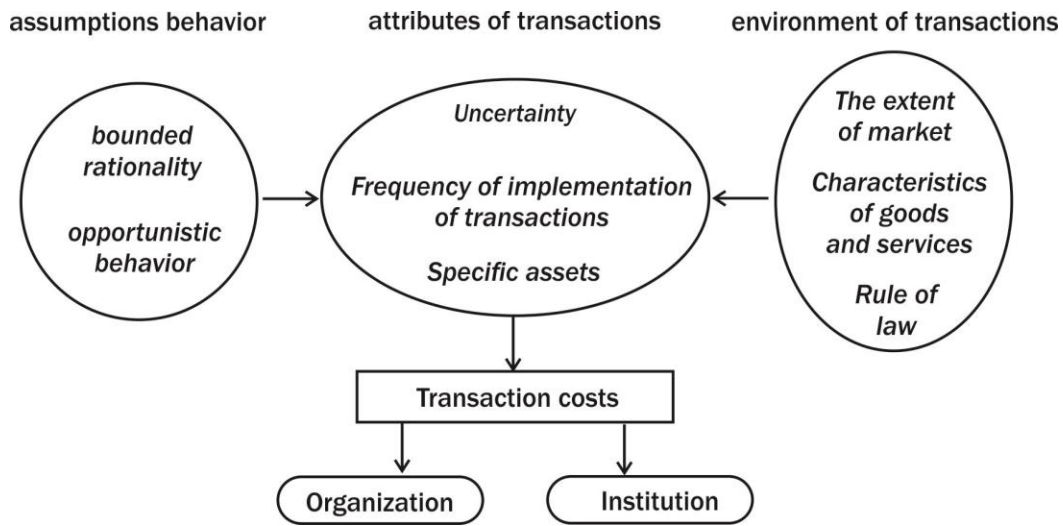 assumptions behavior
attributes of transactions
environment of transactions
bounded
rationality
opportunistic
behavior
Uncertainty
Frequency of implementation
of transactions
Specific assets
The extent
of market
Characteristics
of goods
and services
Rule of
law
Transaction costs
Organization
Institution